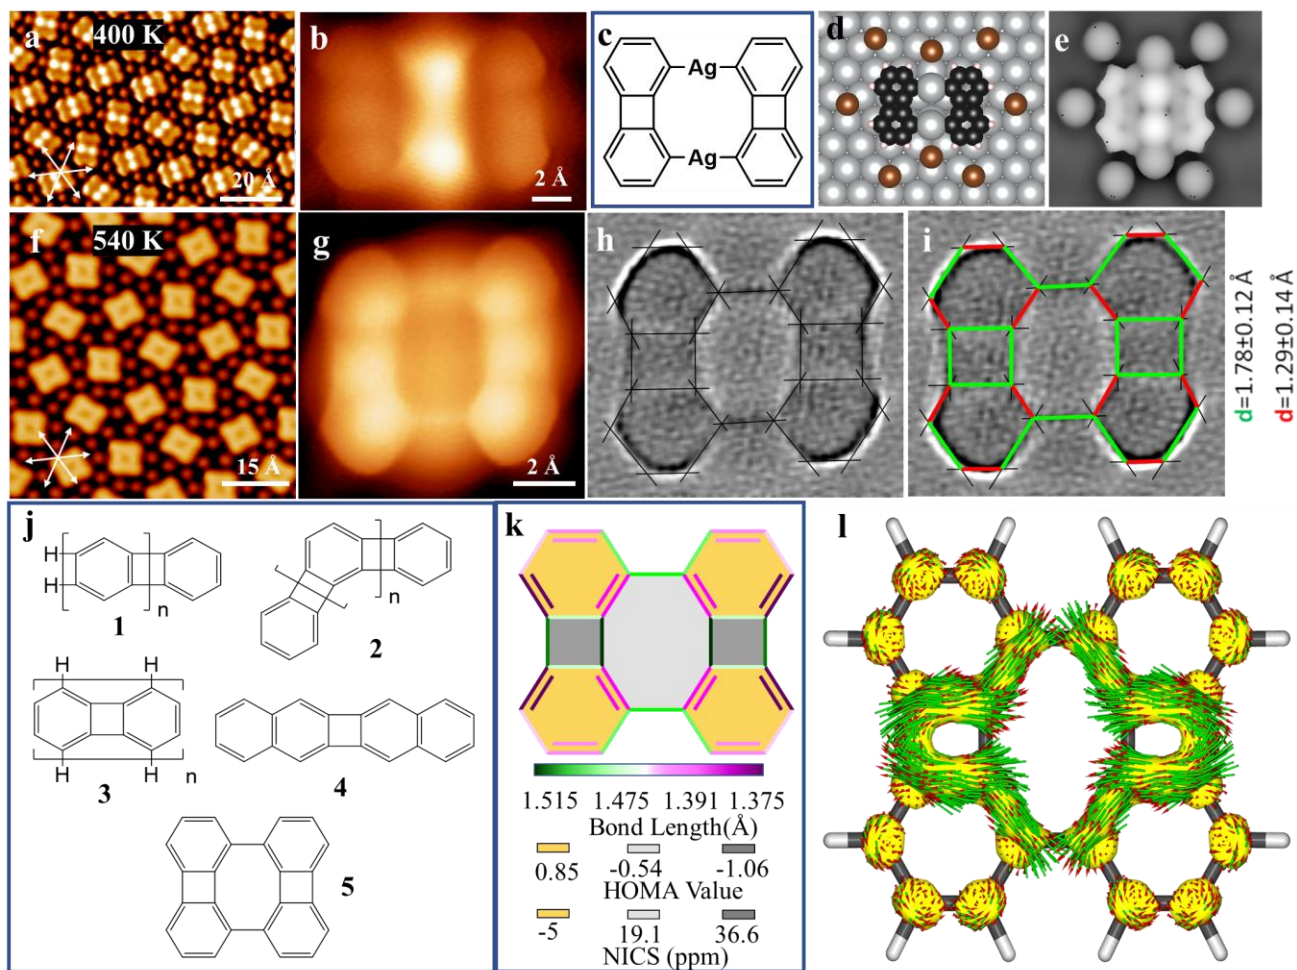 a
400 K
20 Å
b
2 Å
c
Ag
Ag
d
e
f
540 K
15 Å
g
2 Å
h
i
d=1.78±0.12 Å
d=1.29±0.14 Å
j
H
H
n
1
n
2
H
H
H
H
n
3
4
5
k
1.515 1.475 1.391 1.375
Bond Length(Å)
0.85 -0.54 -1.06
HOMA Value
-5 19.1 36.6
NICS (ppm)
l